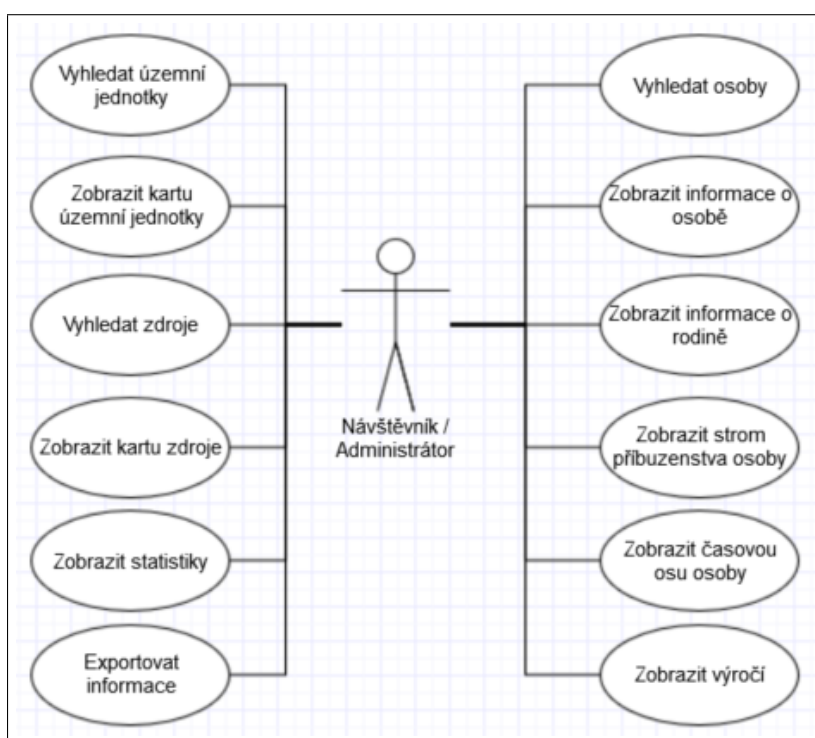 Vyhledat územní
jednotky
Zobrazit kartu
územní jednotky
Vyhledat zdroje
Zobrazit kartu zdroje
Zobrazit statistiky
Exportovat
informace
Návštěvník /
Administrátor
Vyhledat osoby
Zobrazit informace o
osobě
Zobrazit informace o
rodině
Zobrazit strom
příbuzenstva osoby
Zobrazit časovou
osu osoby
Zobrazit výročí